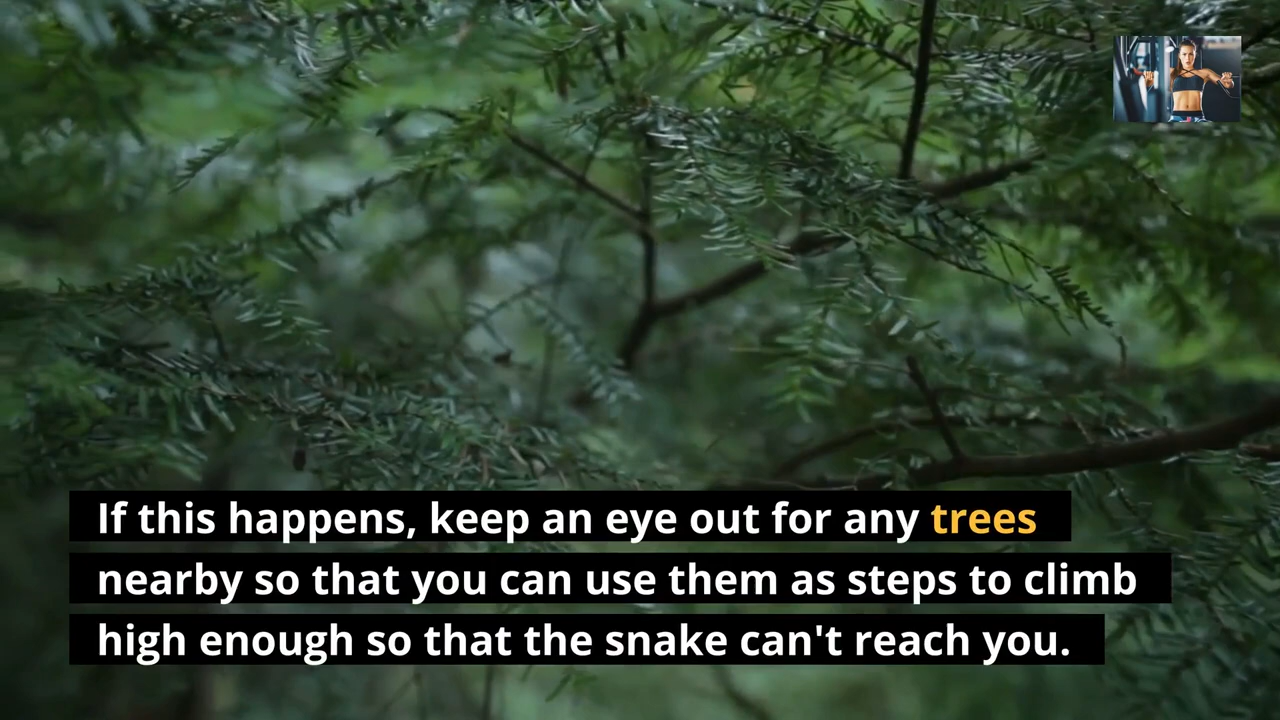 If this happens, keep an eye out for any trees
nearby so that you can use them as steps to climb
high enough so that the snake can't reach you.